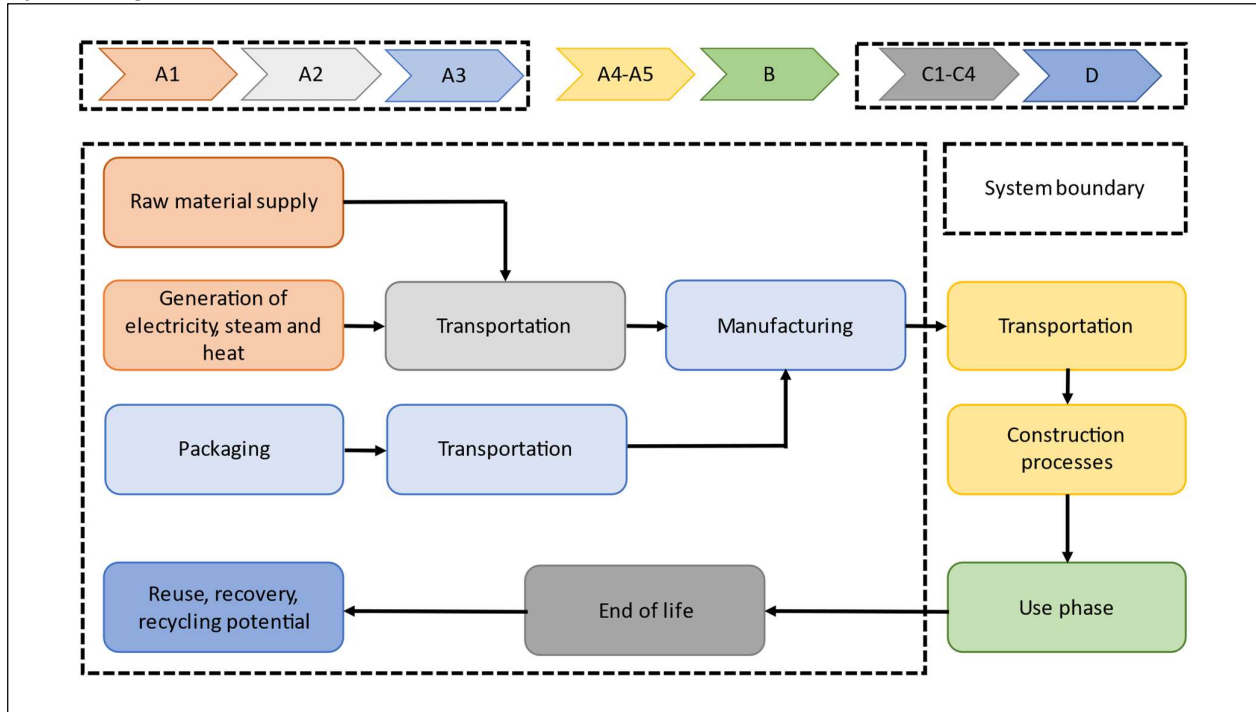 A1
A2
A3
A4-A5
B
C1-C4
D
Raw material supply
System boundary
Generation of
electricity, steam and
heat
Transportation
Manufacturing
Transportation
Packaging
Transportation
Construction
processes
Reuse, recovery,
recycling potential
End of life
Use phase